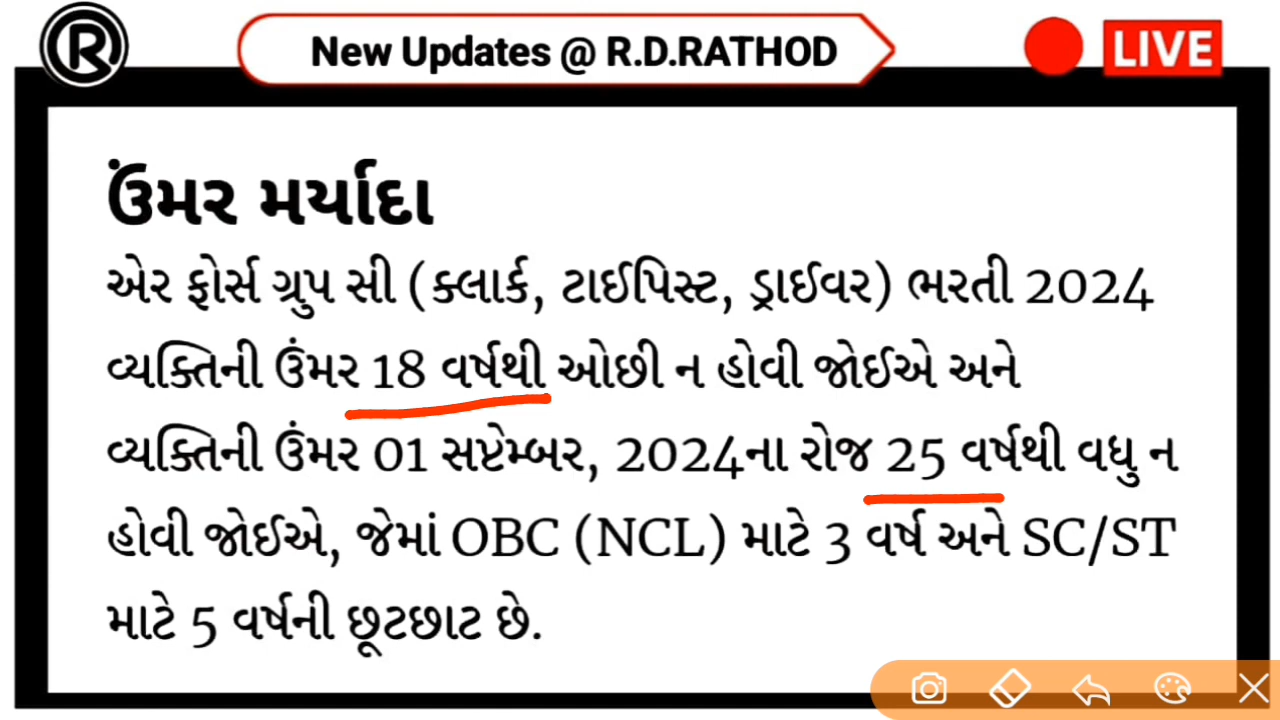 R
New Updates @ R.D.RATHOD
LIVE
ઉંમર મર્યાદા
એર ફોર્સ ગ્રુપ સી (ક્લાર્ક, ટાઈપિસ્ટ, ડ્રાઈવર) ભરતી 2024
વ્યક્તિની ઉંમર 18 વર્ષથી ઓછી ન હોવી જોઈએ અને
વ્યક્તિની ઉંમર 01 સપ્ટેમ્બર, 2024ના રોજ 25 વર્ષથી વધુ ન
હોવી જોઈએ, જેમાં OBC (NCL) માટે 3 વર્ષ અને SC/ST
માટે 5 વર્ષની છૂટછાટ છે.